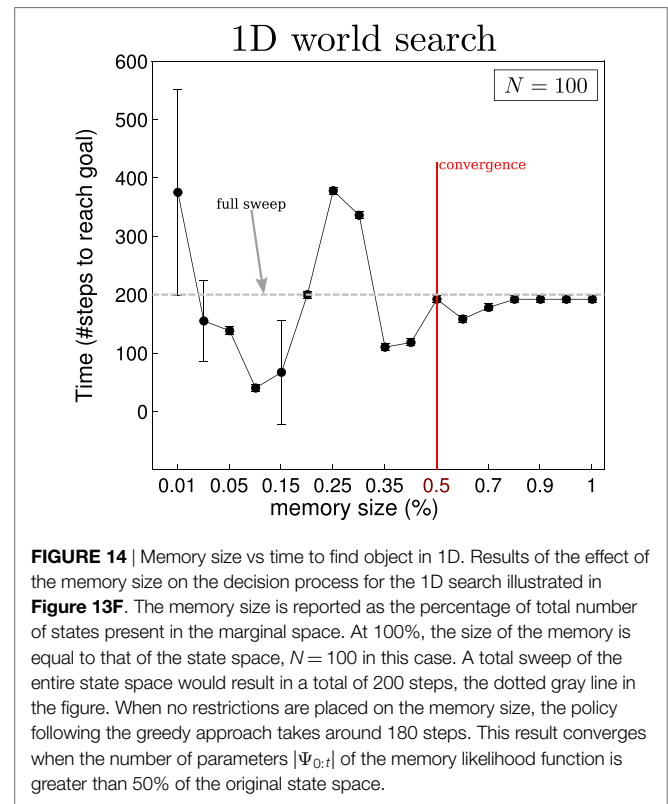 1D world search
N = 100
600
500
400
300
200
100
0
Time (#steps to reach goal)
full sweep
convergence
0.01 0.05 0.15 0.25 0.35 0.5 0.7 0.9 1
memory size (%)
FIGURE 14 | Memory size vs time to find object in 1D. Results of the effect of
the memory size on the decision process for the 1D search illustrated in
Figure 13F. The memory size is reported as the percentage of total number
of states present in the marginal space. At 100%, the size of the memory is
equal to that of the state space, N = 100 in this case. A total sweep of the
entire state space would result in a total of 200 steps, the dotted gray line in
the figure. When no restrictions are placed on the memory size, the policy
following the greedy approach takes around 180 steps. This result converges
when the number of parameters |Ψ0:t| of the memory likelihood function is
greater than 50% of the original state space.